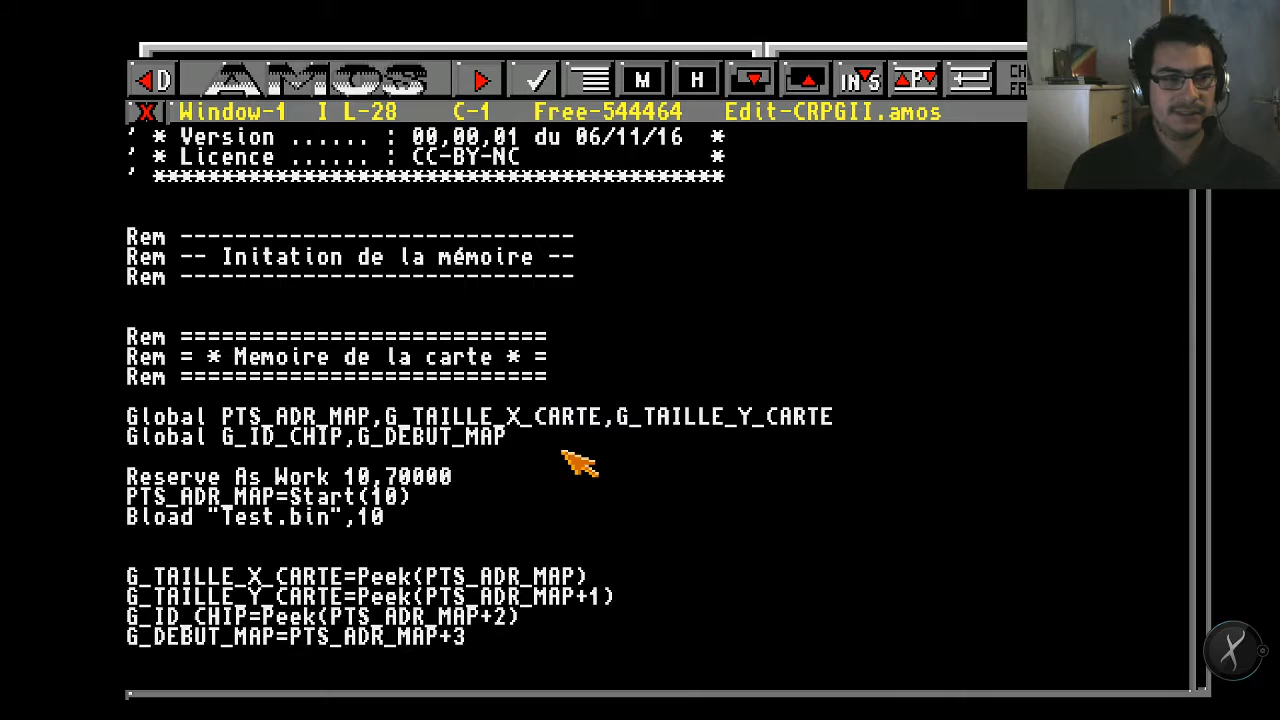 D AMOS M H INS P CH
FA
X Window-1 I L-28 C-1 Free-544464 Edit-CRPGII.amos
' * Version ...... : 00,00,01 du 06/11/16 *
' * Licence ...... : CC-BY-NC *
' ******************************************
Rem -----------------------------
Rem -- Initation de la mémoire --
Rem -----------------------------
Rem ===========================
Rem = * Memoire de la carte * =
Rem ===========================
Global PTS_ADR_MAP,G_TAILLE_X_CARTE,G_TAILLE_Y_CARTE
Global G_ID_CHIP,G_DEBUT_MAP
Reserve As Work 10,70000
PTS_ADR_MAP=Start(10)
Bload "Test.bin",10
G_TAILLE_X_CARTE=Peek(PTS_ADR_MAP)
G_TAILLE_Y_CARTE=Peek(PTS_ADR_MAP+1)
G_ID_CHIP=Peek(PTS_ADR_MAP+2)
G_DEBUT_MAP=PTS_ADR_MAP+3